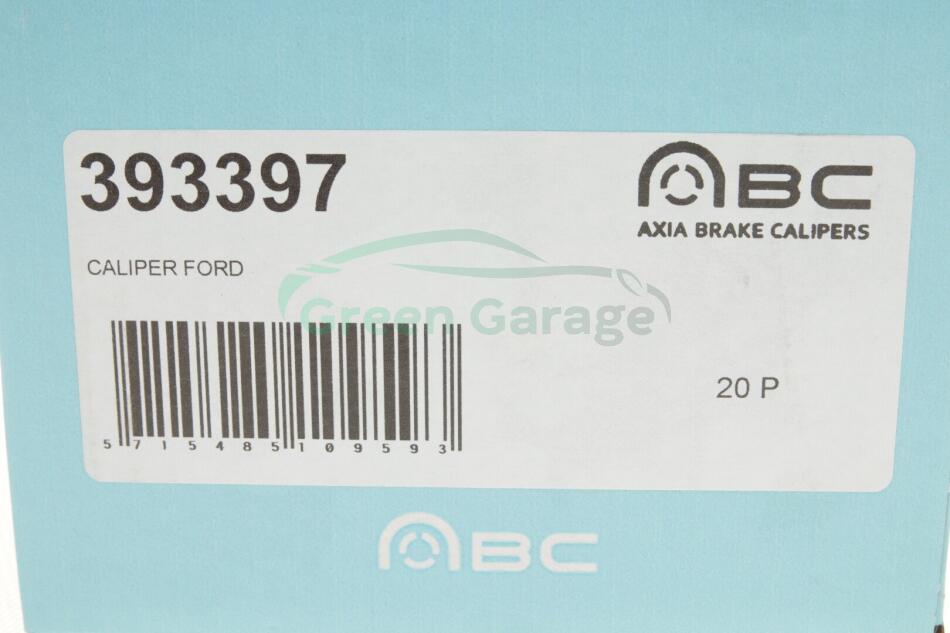 393397
ABC
AXIA BRAKE CALIPERS
CALIPER FORD
Green Garage
20 P
5 715485 109593
ABC